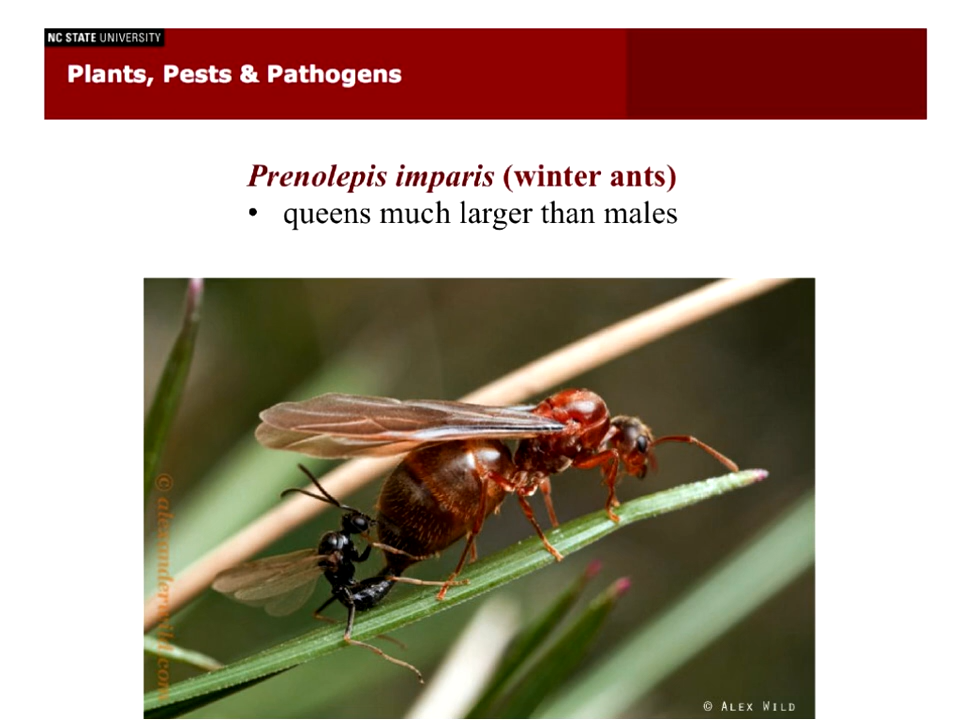 NC STATE UNIVERSITY
Plants, Pests & Pathogens
Prenolepis imparis (winter ants)
• queens much larger than males
© alexanderwild.com
© ALEX WILD